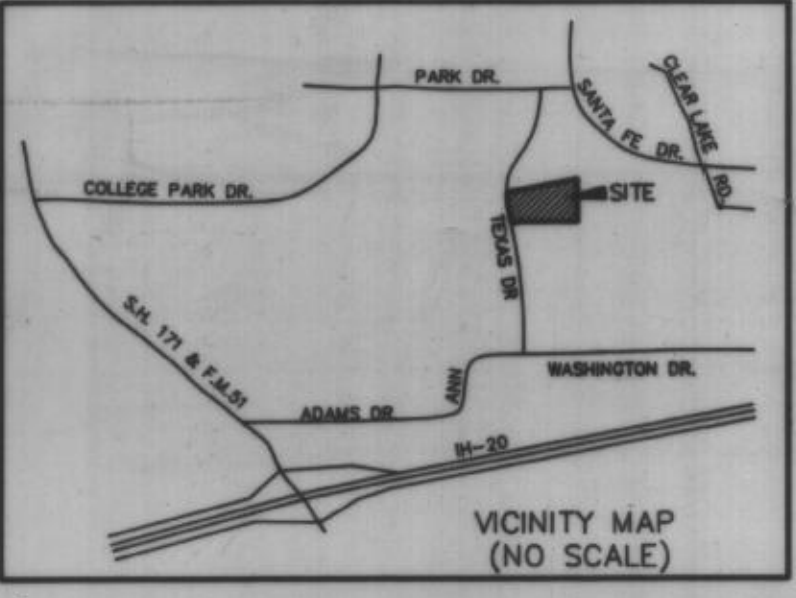 PARK DR.
CLEAR LAKE RD.
SANTA FE DR.
COLLEGE PARK DR.
SITE
TEXAS DR
S.H. 171 & F.M.51
WASHINGTON DR.
ANN
ADAMS DR
IH-20
VICINITY MAP
(NO SCALE)